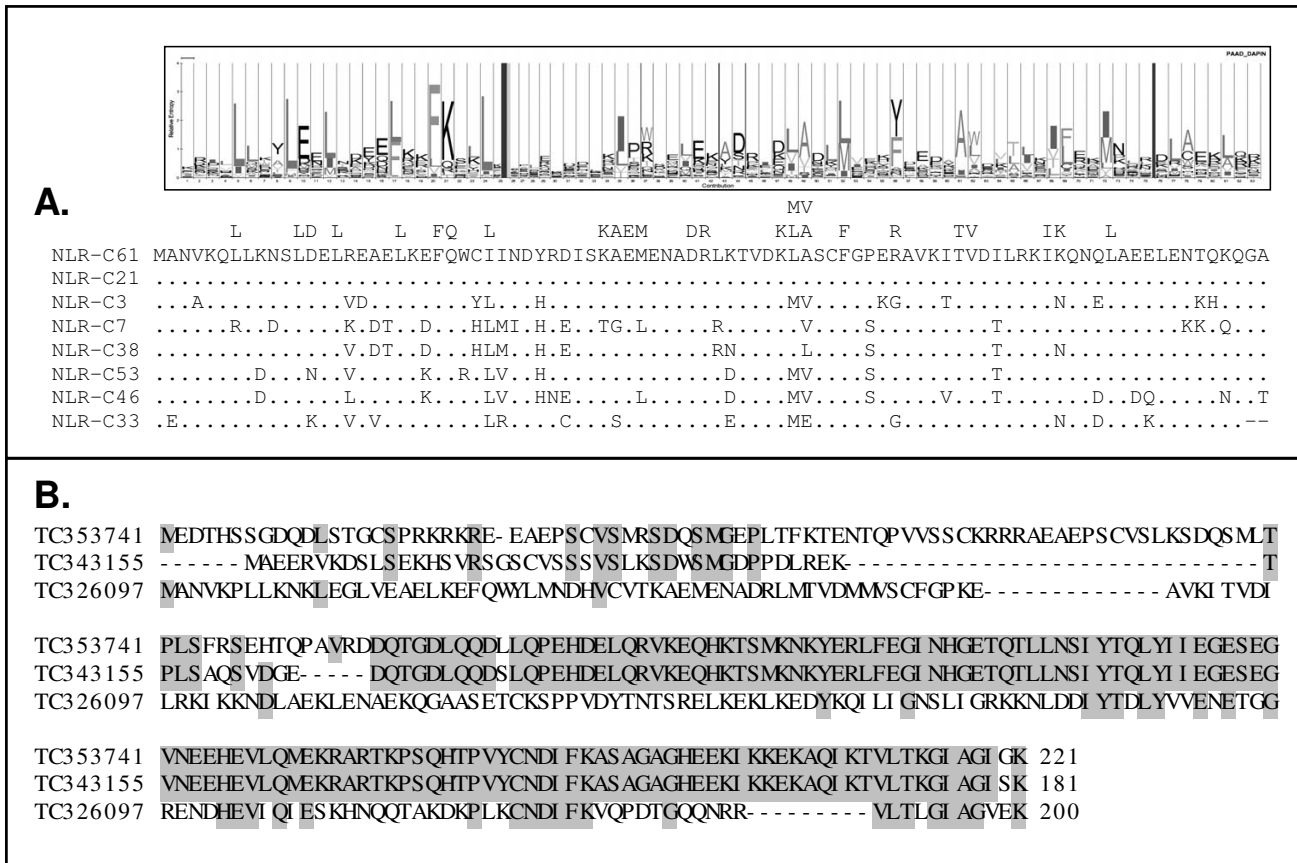 PAAD_DAPIN
Relative Entropy
Contribution
A.
MV
L LD L L FQ L KAEM DR KLA F R TV IK L
NLR-C61 MANVKQLLKNSLDELREAELKEFQWCIINDYRDISKAEMENADRLKTVDKLASCFGPERAVKITVDILRKIKQNQLAEELENTQKQGA
NLR-C21 ........................................................................................
NLR-C3 ...A...........VD........YL...H...................MV.....KG...T........N..E.......KH....
NLR-C7 ......R..D.....K.DT..D...HLMI.H.E..TG.L.....R......V....S.........T..............KK.Q...
NLR-C38 ...............V.DT..D...HLM..H.E...........RN.....L....S.........T....N................
NLR-C53 ........D...N..V.....K..R.LV..H..............D....MV....S.........T.....................
NLR-C46 ........D......L.....K....LV..HNE.....L......D....MV....S.....V...T.......D..DQ.....N..T
NLR-C33 .E..........K..V.V........LR....C...S........E....ME......G............N..D...K.......--
B.
TC353741 MEDTHSSGDQDLSTGCSPRKRKRE-EAEPSCVSMRSDQSMGEPLTFKTENTQPVVSSCKRRRAEAEPSCVSLKSDQSMLT
TC343155 ------MAEERVKDSLSEKHSVRSGSCVSSSVSLKSDWSMGDPPDLREK------------------------------T
TC326097 MANVKPLLKNKLEGLVEAELKEFQWYLMNDHVCVTKAEMENADRLMTVDMMVSCFGPKE-------------AVKITVDI
TC353741 PLSFRSEHTQPAVRDDQTGDLQQDLLQPEHDELQRVKEQHKTSMKNKYERLFEGINHGETQTLLNSIYTQLYIIEGESEG
TC343155 PLSAQSVDGE-----DQTGDLQQDSLQPEHDELQRVKEQHKTSMKNKYERLFEGINHGETQTLLNSIYTQLYIIEGESEG
TC326097 LRKIKKNDLAEKLENAEKQGAASETCKSPPVDYTNTSRELKEKLKEDYKQILIGNSLIGRKKNLDDIYTDLYVVENETGG
TC353741 VNEEHEVLQMEKRARTKPSQHTPVYCNDIFKASAGAGHEEKIKKEKAQIKTVLTKGIAGIGK 221
TC343155 VNEEHEVLQMEKRARTKPSQHTPVYCNDIFKASAGAGHEEKIKKEKAQIKTVLTKGIAGISK 181
TC326097 RENDHEVIQIESKHNQQTAKDKPLKCNDIFKVQPDTGQQNRR---------VLTLGIAGVEK 200